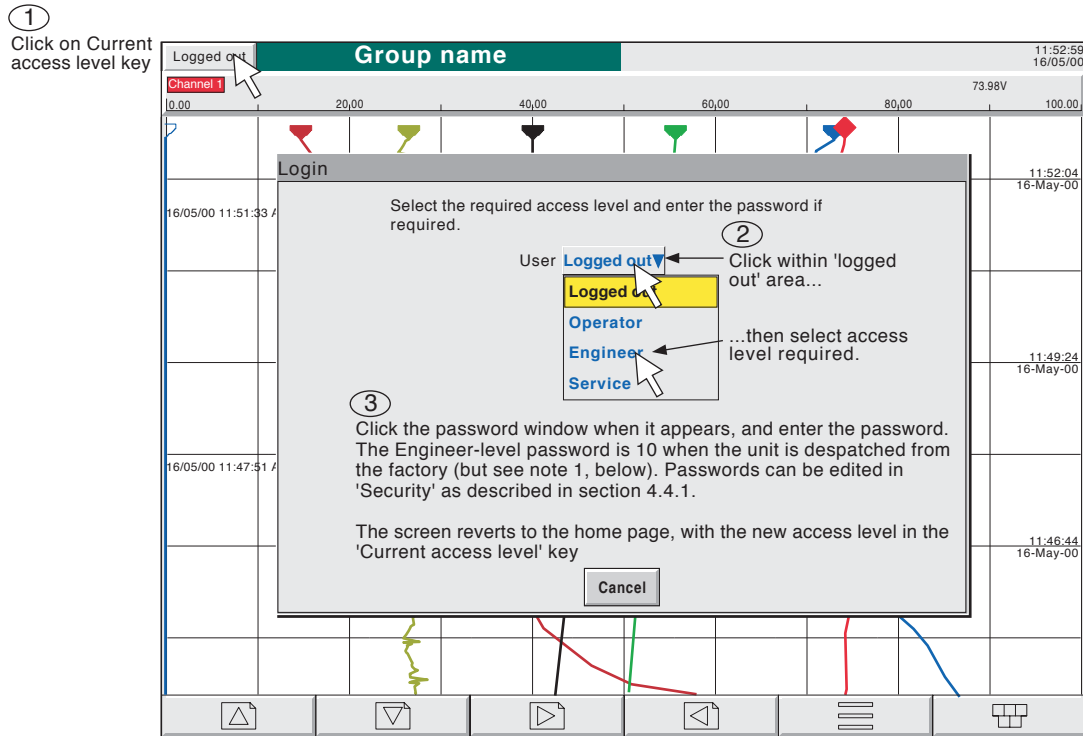 1
Click on Current
access level key
Logged out
Group name
11:52:59
16/05/00
Channel 1
73.98V
0.00 20,00 40,00 60,00 80,00 100.00
11:52:04
16-May-00
16/05/00 11:51:33
Login
Select the required access level and enter the password if
required.
User Logged out
2
Click within 'logged
out' area...
Logged out
Operator
Engineer
Service
...then select access
level required.
11:49:24
16-May-00
3
Click the password window when it appears, and enter the password.
The Engineer-level password is 10 when the unit is despatched from
the factory (but see note 1, below). Passwords can be edited in
'Security' as described in section 4.4.1.
16/05/00 11:47:51
The screen reverts to the home page, with the new access level in the
'Current access level' key
11:46:44
16-May-00
Cancel